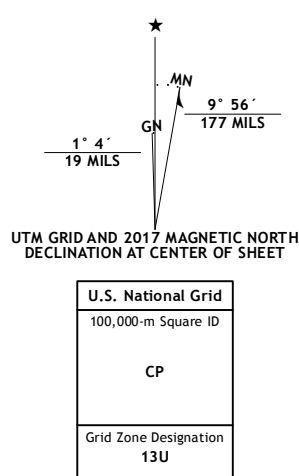 ★
MN
GN
9° 56´
177 MILS
1° 4´
19 MILS
UTM GRID AND 2017 MAGNETIC NORTH
DECLINATION AT CENTER OF SHEET
U.S. National Grid
100,000-m Square ID
CP
Grid Zone Designation
13U